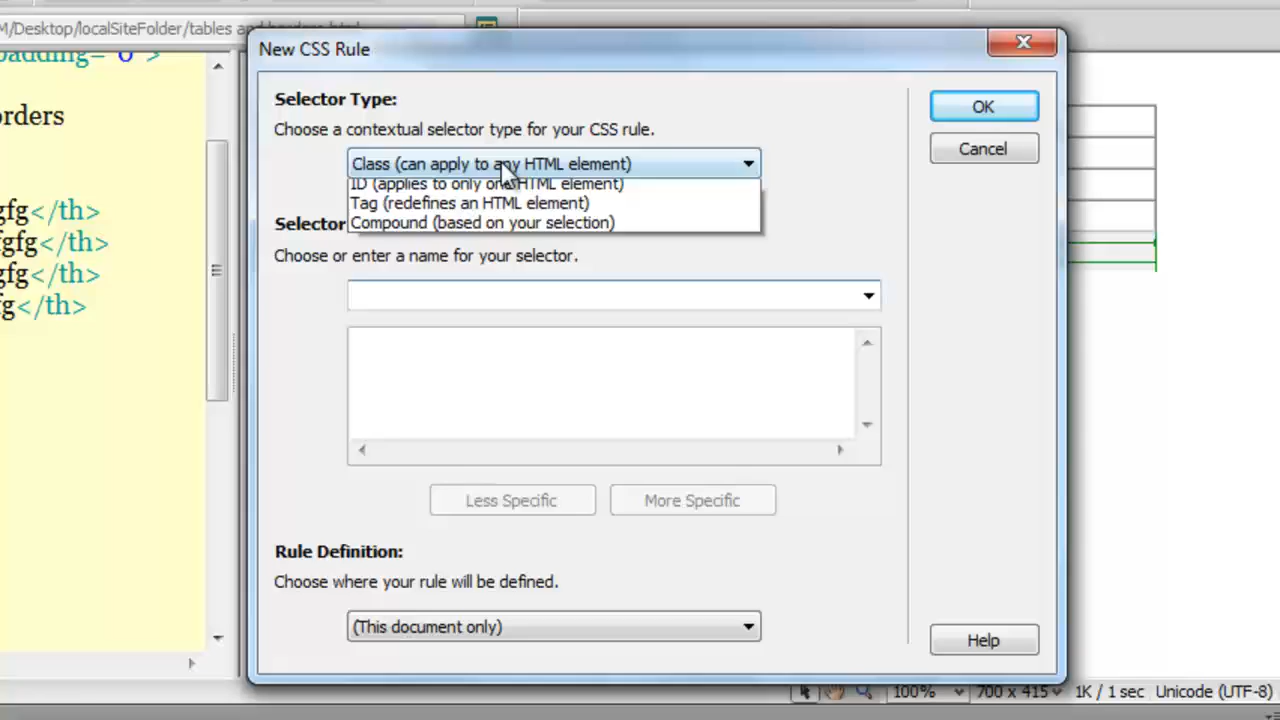 M/Desktop/localSiteFolder/tables and borders.html
padding="0">
New CSS Rule
Selector Type:
Choose a contextual selector type for your CSS rule.
Class (can apply to any HTML element)
ID (applies to only one HTML element)
Tag (redefines an HTML element)
Compound (based on your selection)
Selector
Choose or enter a name for your selector.
Less Specific
More Specific
Rule Definition:
Choose where your rule will be defined.
(This document only)
OK
Cancel
Help
orders
gfg</th>
fgfg</th>
gfg</th>
fg</th>
100%
700 x 415
1K / 1 sec
Unicode (UTF-8)